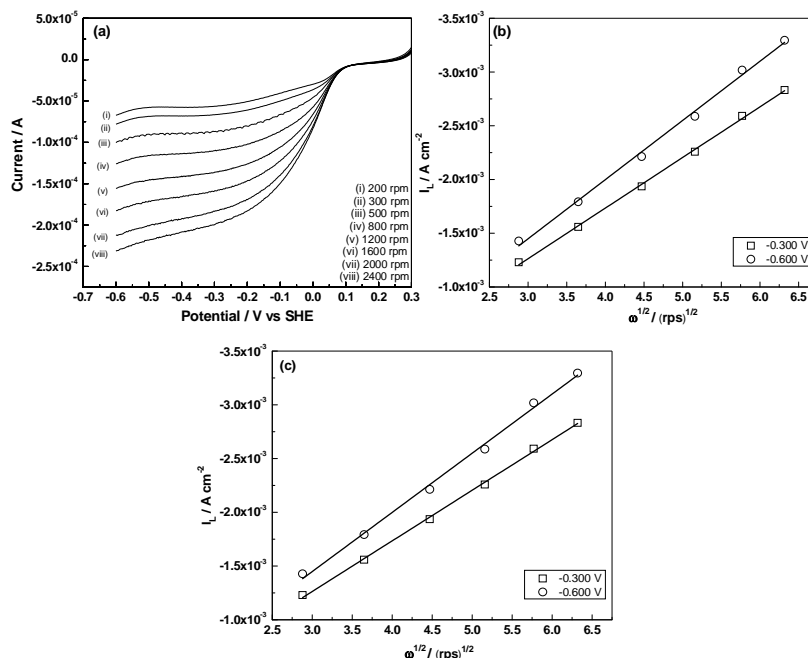 (a)
5.0x10⁻⁵
0.0
-5.0x10⁻⁵
-1.0x10⁻⁴
-1.5x10⁻⁴
-2.0x10⁻⁴
-2.5x10⁻⁴
Current / A
(i)
(ii)
(iii)
(iv)
(v)
(vi)
(vii)
(viii)
(i) 200 rpm
(ii) 300 rpm
(iii) 500 rpm
(iv) 800 rpm
(v) 1200 rpm
(vi) 1600 rpm
(vii) 2000 rpm
(viii) 2400 rpm
-0.7 -0.6 -0.5 -0.4 -0.3 -0.2 -0.1 0.0 0.1 0.2 0.3
Potential / V vs SHE
(b)
-3.5x10⁻³
-3.0x10⁻³
-2.5x10⁻³
-2.0x10⁻³
-1.5x10⁻³
-1.0x10⁻³
I_L / A cm⁻²
-0.300 V
-0.600 V
2.5 3.0 3.5 4.0 4.5 5.0 5.5 6.0 6.5
ω^1/2 / (rps)^1/2
(c)
-3.5x10⁻³
-3.0x10⁻³
-2.5x10⁻³
-2.0x10⁻³
-1.5x10⁻³
-1.0x10⁻³
I_L / A cm⁻²
-0.300 V
-0.600 V
2.5 3.0 3.5 4.0 4.5 5.0 5.5 6.0 6.5
ω^1/2 / (rps)^1/2